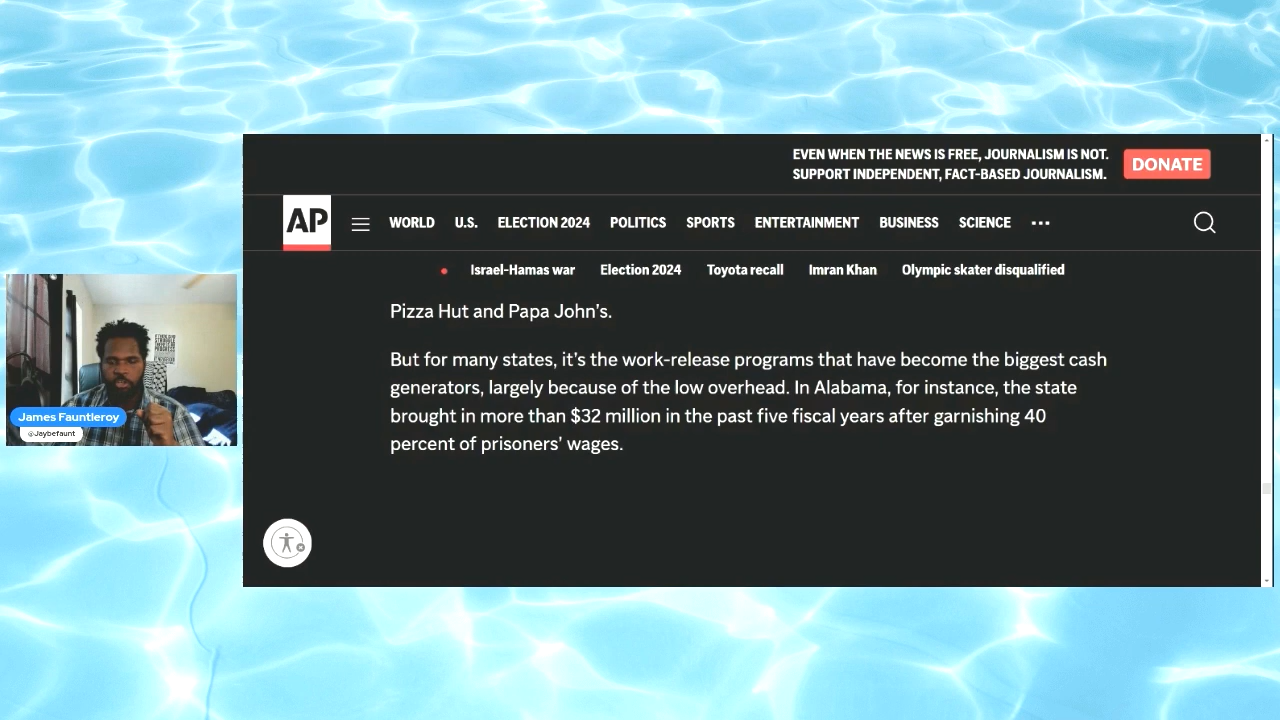 EVEN WHEN THE NEWS IS FREE, JOURNALISM IS NOT.
SUPPORT INDEPENDENT, FACT-BASED JOURNALISM.
DONATE
AP
WORLD U.S. ELECTION 2024 POLITICS SPORTS ENTERTAINMENT BUSINESS SCIENCE
Israel-Hamas war Election 2024 Toyota recall Imran Khan Olympic skater disqualified
Pizza Hut and Papa John’s.
But for many states, it’s the work-release programs that have become the biggest cash
generators, largely because of the low overhead. In Alabama, for instance, the state
brought in more than $32 million in the past five fiscal years after garnishing 40
percent of prisoners’ wages.
James Fauntleroy
@Jaybefaunt